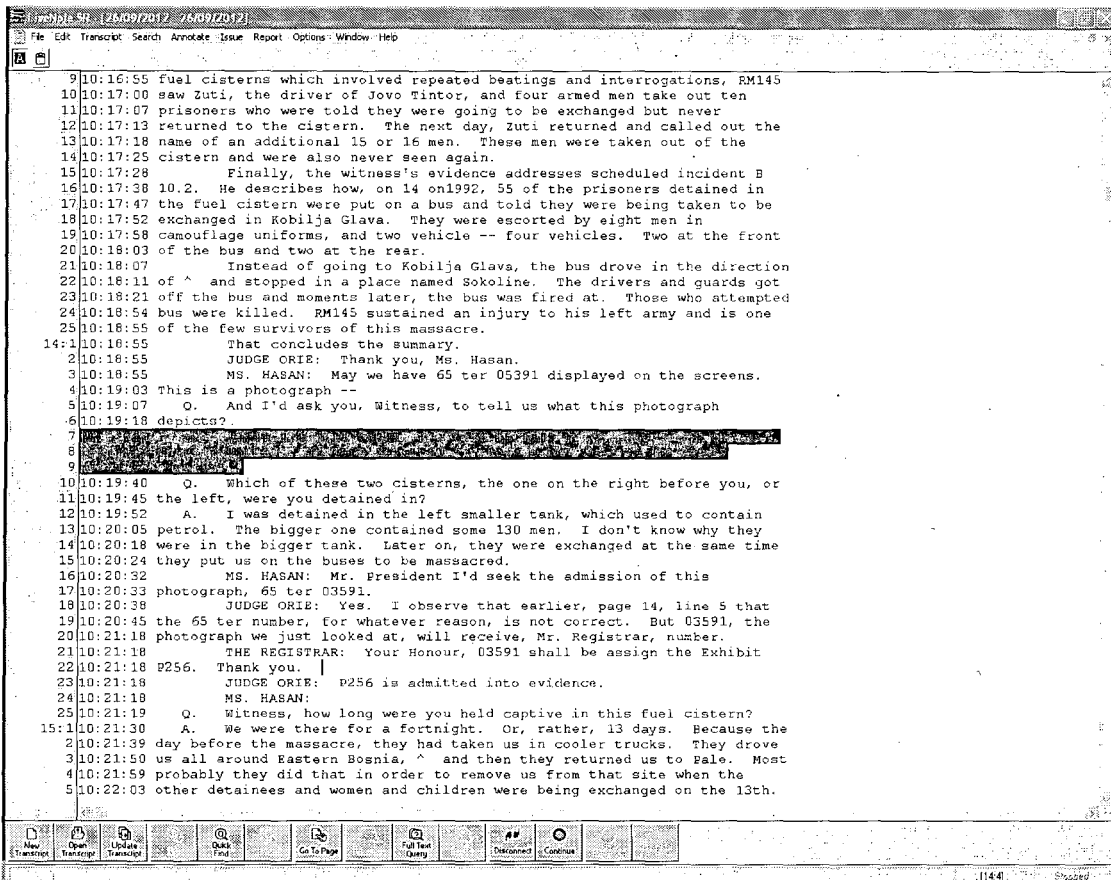 LiveNote SR - [26/09/2012 26/09/2012]
File Edit Transcript Search Annotate Issue Report Options Window Help
9 10:16:55 fuel cisterns which involved repeated beatings and interrogations, RM145
10 10:17:00 saw Zuti, the driver of Jovo Tintor, and four armed men take out ten
11 10:17:07 prisoners who were told they were going to be exchanged but never
12 10:17:13 returned to the cistern. The next day, Zuti returned and called out the
13 10:17:18 name of an additional 15 or 16 men. These men were taken out of the
14 10:17:25 cistern and were also never seen again.
15 10:17:28 Finally, the witness's evidence addresses scheduled incident B
16 10:17:38 10.2. He describes how, on 14 on1992, 55 of the prisoners detained in
17 10:17:47 the fuel cistern were put on a bus and told they were being taken to be
18 10:17:52 exchanged in Kobilja Glava. They were escorted by eight men in
19 10:17:58 camouflage uniforms, and two vehicle -- four vehicles. Two at the front
20 10:18:03 of the bus and two at the rear.
21 10:18:07 Instead of going to Kobilja Glava, the bus drove in the direction
22 10:18:11 of ^ and stopped in a place named Sokoline. The drivers and guards got
23 10:18:21 off the bus and moments later, the bus was fired at. Those who attempted
24 10:18:54 bus were killed. RM145 sustained an injury to his left army and is one
25 10:18:55 of the few survivors of this massacre.
14:1 10:18:55 That concludes the summary.
2 10:18:55 JUDGE ORIE: Thank you, Ms. Hasan.
3 10:18:55 MS. HASAN: May we have 65 ter 05391 displayed on the screens.
4 10:19:03 This is a photograph --
5 10:19:07 Q. And I'd ask you, Witness, to tell us what this photograph
6 10:19:18 depicts?
7
8
9
10 10:19:40 Q. Which of these two cisterns, the one on the right before you, or
11 10:19:45 the left, were you detained in?
12 10:19:52 A. I was detained in the left smaller tank, which used to contain
13 10:20:05 petrol. The bigger one contained some 130 men. I don't know why they
14 10:20:18 were in the bigger tank. Later on, they were exchanged at the same time
15 10:20:24 they put us on the buses to be massacred.
16 10:20:32 MS. HASAN: Mr. President I'd seek the admission of this
17 10:20:33 photograph, 65 ter 03591.
18 10:20:38 JUDGE ORIE: Yes. I observe that earlier, page 14, line 5 that
19 10:20:45 the 65 ter number, for whatever reason, is not correct. But 03591, the
20 10:21:18 photograph we just looked at, will receive, Mr. Registrar, number.
21 10:21:18 THE REGISTRAR: Your Honour, 03591 shall be assign the Exhibit
22 10:21:18 P256. Thank you.
23 10:21:18 JUDGE ORIE: P256 is admitted into evidence.
24 10:21:18 MS. HASAN:
25 10:21:19 Q. Witness, how long were you held captive in this fuel cistern?
15:1 10:21:30 A. We were there for a fortnight. Or, rather, 13 days. Because the
2 10:21:39 day before the massacre, they had taken us in cooler trucks. They drove
3 10:21:50 us all around Eastern Bosnia, ^ and then they returned us to Pale. Most
4 10:21:59 probably they did that in order to remove us from that site when the
5 10:22:03 other detainees and women and children were being exchanged on the 13th.
New Transcript Open Transcript Update Transcript Quick Find Go To Page Full Text Query Disconnect Continue
[14:4] Stopped